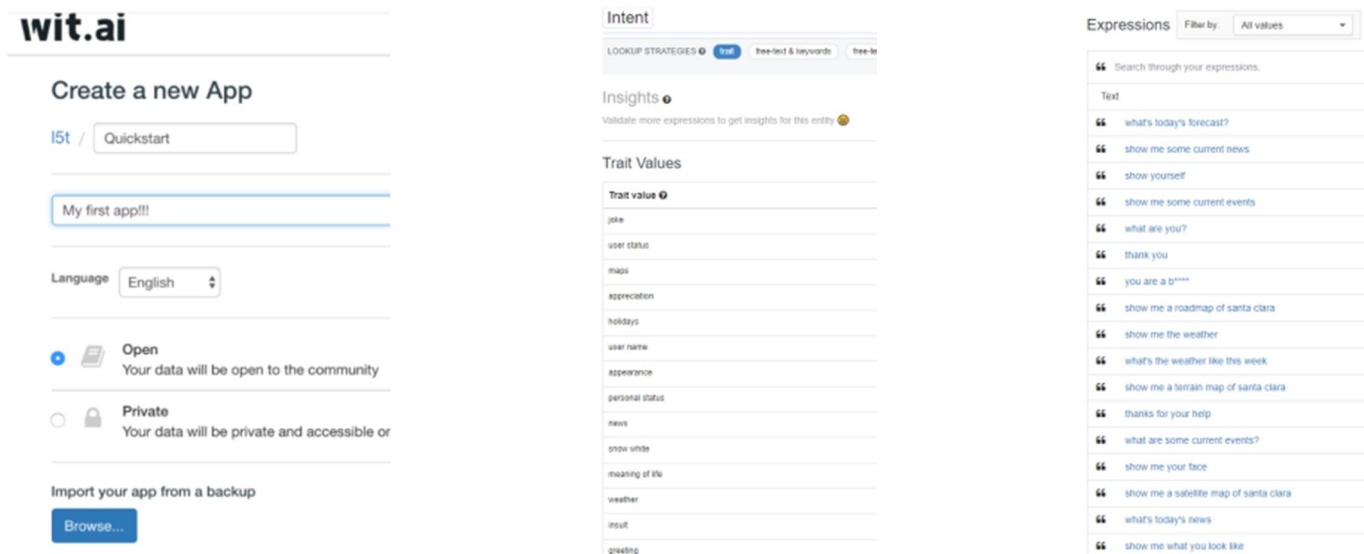 wit.ai
Create a new App
l5t / Quickstart
My first app!!!
Language English
Open
Your data will be open to the community
Private
Your data will be private and accessible or
Import your app from a backup
Browse...
Intent
LOOKUP STRATEGIES trait free-text & keywords free-te
Insights
Validate more expressions to get insights for this entity
Trait Values
Trait value
joke
user status
maps
appreciation
holidays
user name
appearance
personal status
news
snow white
meaning of life
weather
insult
greeting
Expressions Filter by: All values
Search through your expressions.
Text
what's today's forecast?
show me some current news
show yourself
show me some current events
what are you?
thank you
you are a b****
show me a roadmap of santa clara
show me the weather
what's the weather like this week
show me a terrain map of santa clara
thanks for your help
what are some current events?
show me your face
show me a satellite map of santa clara
what's today's news
show me what you look like